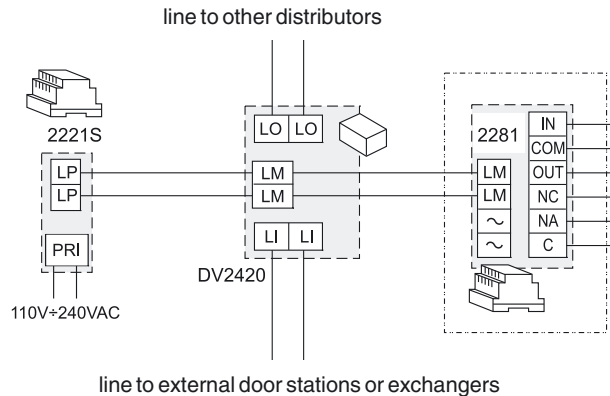 line to other distributors
2221S
LP
LP
PRI
110V÷240VAC
LO LO
LM
LM
LI LI
DV2420
2281
LM
LM
~
~
IN
COM
OUT
NC
NA
C
line to external door stations or exchangers